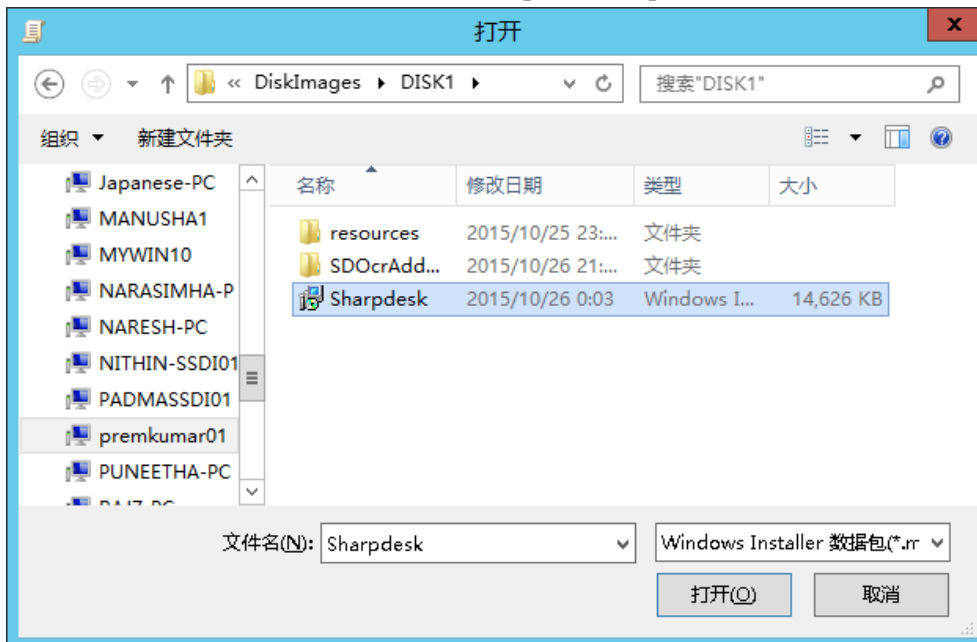 打开
x
« DiskImages DISK1
搜索"DISK1"
组织 新建文件夹
名称 修改日期 类型 大小
Japanese-PC
MANUSHA1
MYWIN10
NARASIMHA-P
NARESH-PC
NITHIN-SSDI01
PADMASSDI01
premkumar01
PUNEETHA-PC
resources 2015/10/25 23:... 文件夹
SDOcrAdd... 2015/10/26 21:... 文件夹
Sharpdesk 2015/10/26 0:03 Windows I... 14,626 KB
文件名(N): Sharpdesk
Windows Installer 数据包(*.m
打开(O) 取消